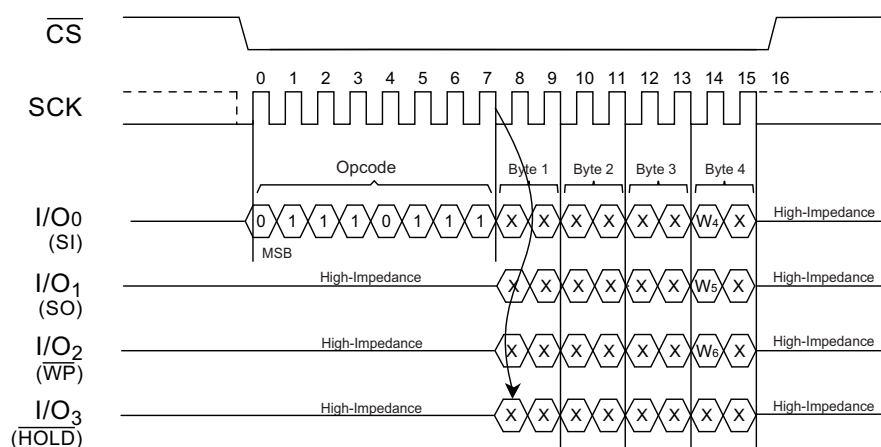 CS
0 1 2 3 4 5 6 7 8 9 10 11 12 13 14 15 16
SCK
Opcode Byte 1 Byte 2 Byte 3 Byte 4
I/O0 0 1 1 1 0 1 1 1 X X X X X X W4 X High-Impedance
(SI)
MSB
I/O1 High-Impedance X X X X X X W5 X High-Impedance
(SO)
I/O2 High-Impedance X X X X X X W6 X High-Impedance
(WP)
I/O3 High-Impedance X X X X X X X X High-Impedance
(HOLD)